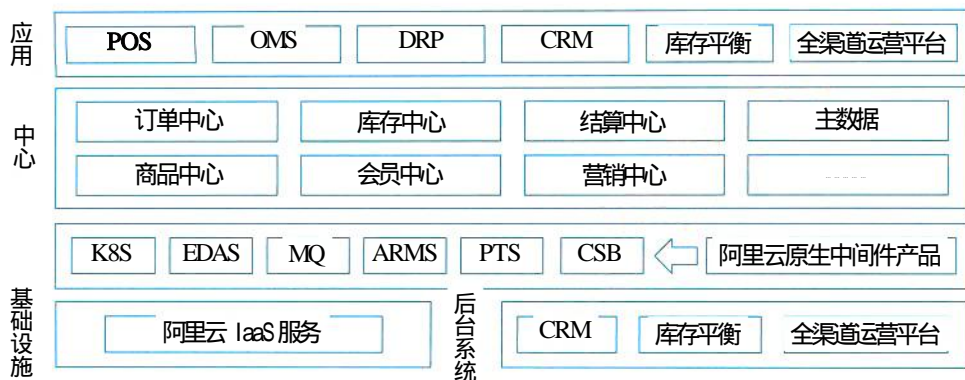 应用
POS OMS DRP CRM 库存平衡 全渠道运营平台
中心
订单中心 库存中心 结算中心 主数据
商品中心 会员中心 营销中心 -----
K8S EDAS MQ ARMS PTS CSB 阿里云原生中间件产品
基础设施
阿里云 IaaS 服务
后台系统
CRM 库存平衡 全渠道运营平台